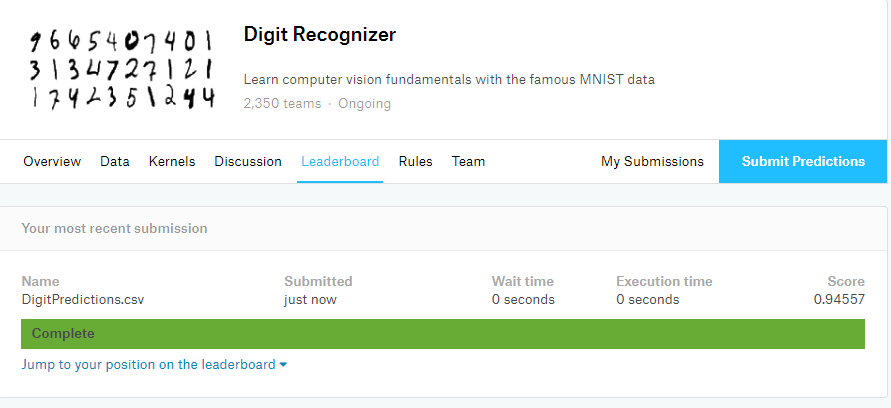 9665407401
3134727121
1742351244
Digit Recognizer
Learn computer vision fundamentals with the famous MNIST data
2,350 teams · Ongoing
Overview Data Kernels Discussion Leaderboard Rules Team My Submissions Submit Predictions
Your most recent submission
Name Submitted Wait time Execution time Score
DigitPredictions.csv just now 0 seconds 0 seconds 0.94557
Complete
Jump to your position on the leaderboard